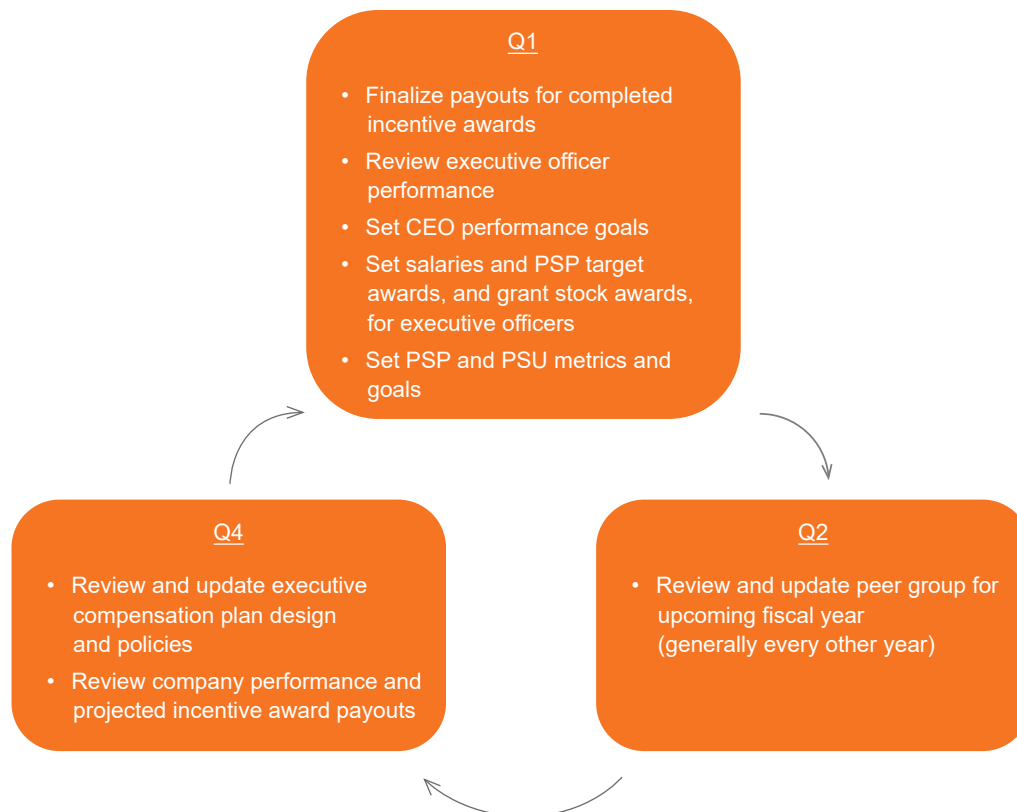 Q1
• Finalize payouts for completed
incentive awards
• Review executive officer
performance
• Set CEO performance goals
• Set salaries and PSP target
awards, and grant stock awards,
for executive officers
• Set PSP and PSU metrics and
goals
Q4
• Review and update executive
compensation plan design
and policies
• Review company performance and
projected incentive award payouts
Q2
• Review and update peer group for
upcoming fiscal year
(generally every other year)